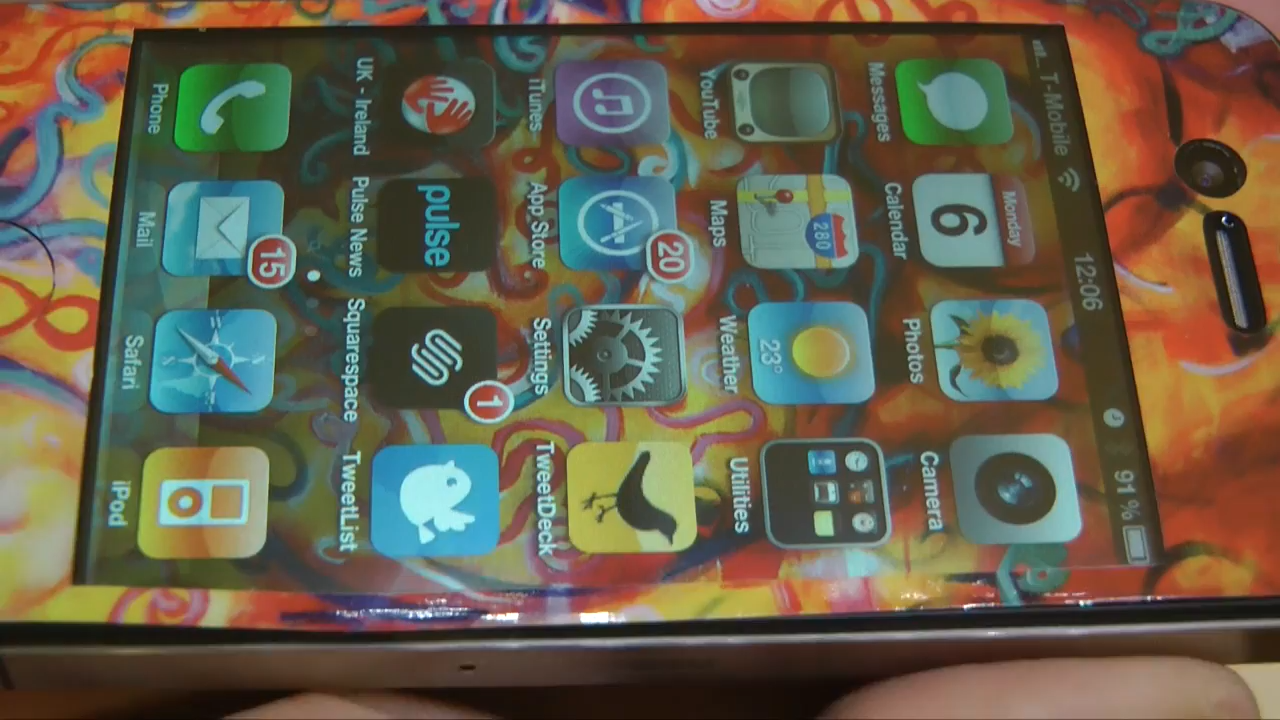 T-Mobile 12:06 91 %
Monday
6
Messages Calendar Photos Camera
280
23°
YouTube Maps Weather Utilities
20
iTunes App Store Settings TweetDeck
pulse
1
UK - Ireland Pulse News Squarespace TweetList
15
Phone Mail Safari iPod